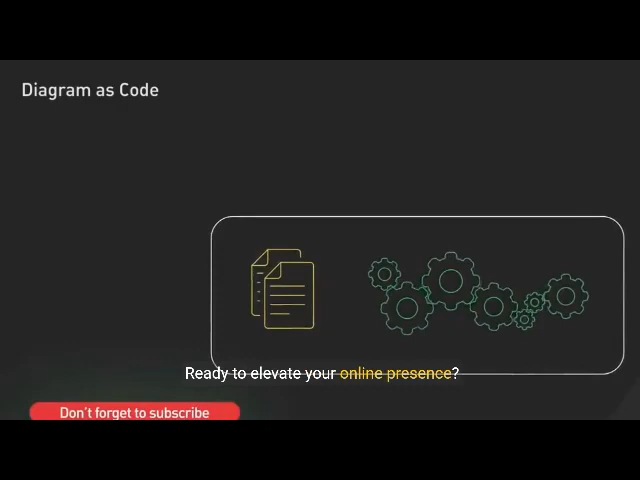 Diagram as Code
Ready to elevate your online presence?
Don't forget to subscribe